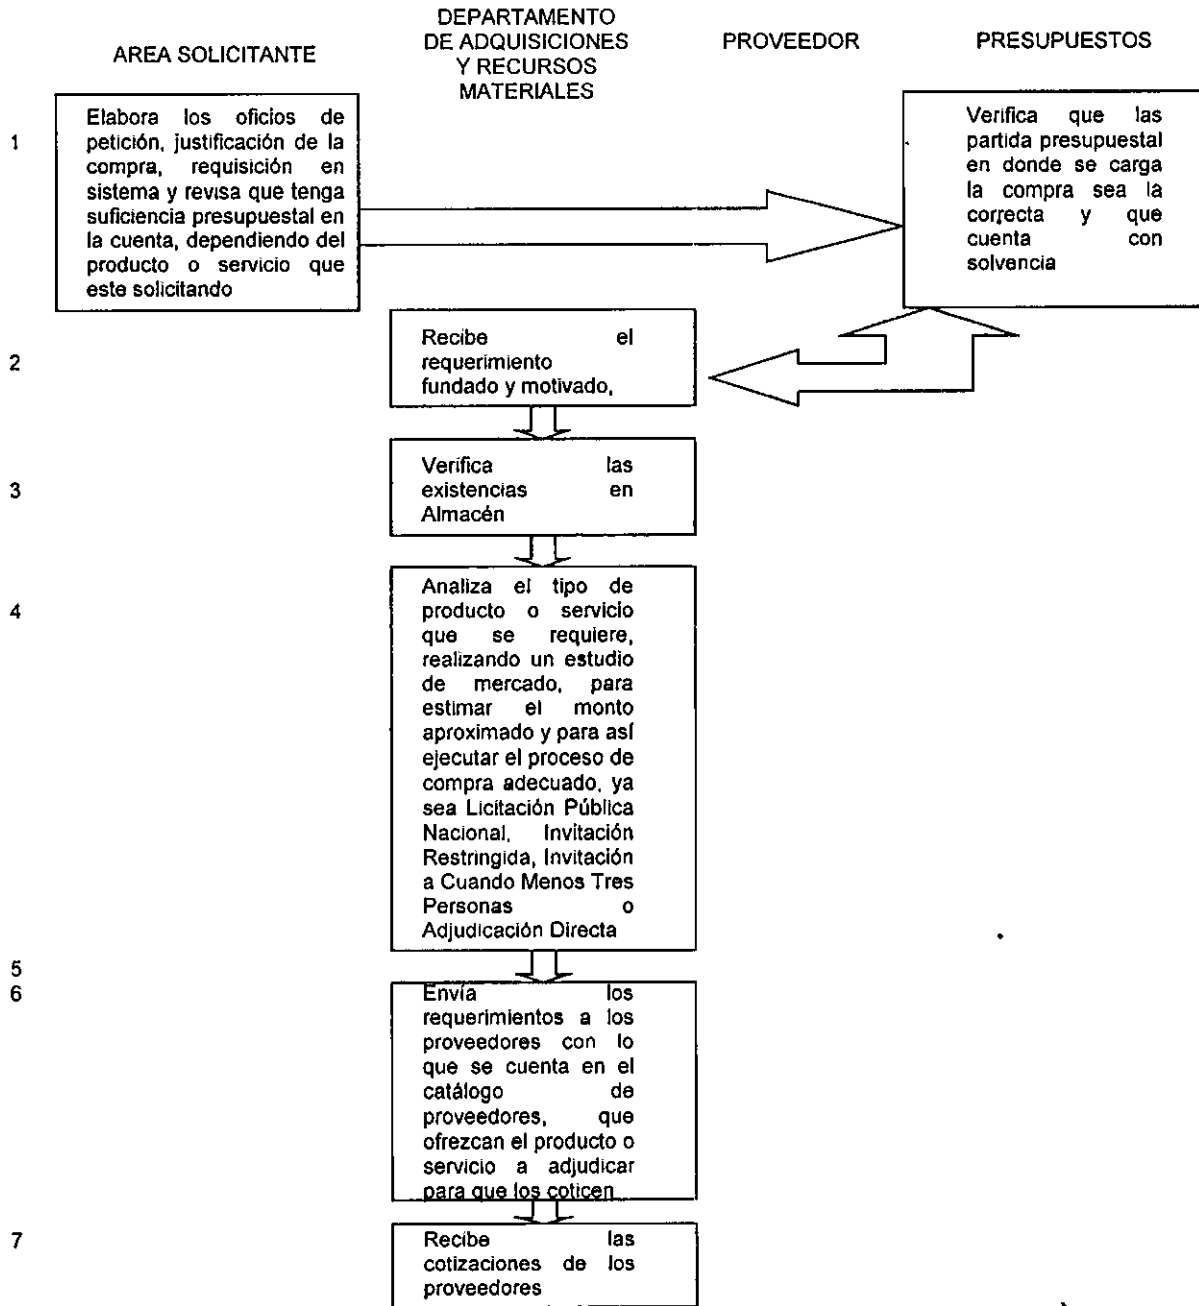 AREA SOLICITANTE
DEPARTAMENTO
DE ADQUISICIONES
Y RECURSOS
MATERIALES
PROVEEDOR
PRESUPUESTOS
1
Elabora los oficios de
petición, justificación de la
compra, requisición en
sistema y revisa que tenga
suficiencia presupuestal en
la cuenta, dependiendo del
producto o servicio que
este solicitando
Verifica que las
partida presupuestal
en donde se carga
la compra sea la
correcta y que
cuenta con
solvencia
2
Recibe el
requerimiento
fundado y motivado,
3
Verifica las
existencias en
Almacén
4
Analiza el tipo de
producto o servicio
que se requiere,
realizando un estudio
de mercado, para
estimar el monto
aproximado y para así
ejecutar el proceso de
compra adecuado, ya
sea Licitación Pública
Nacional, Invitación
Restringida, Invitación
a Cuando Menos Tres
Personas o
Adjudicación Directa
5
6
Envía los
requerimientos a los
proveedores con lo
que se cuenta en el
catálogo de
proveedores, que
ofrezcan el producto o
servicio a adjudicar
para que los coticen
7
Recibe las
cotizaciones de los
proveedores